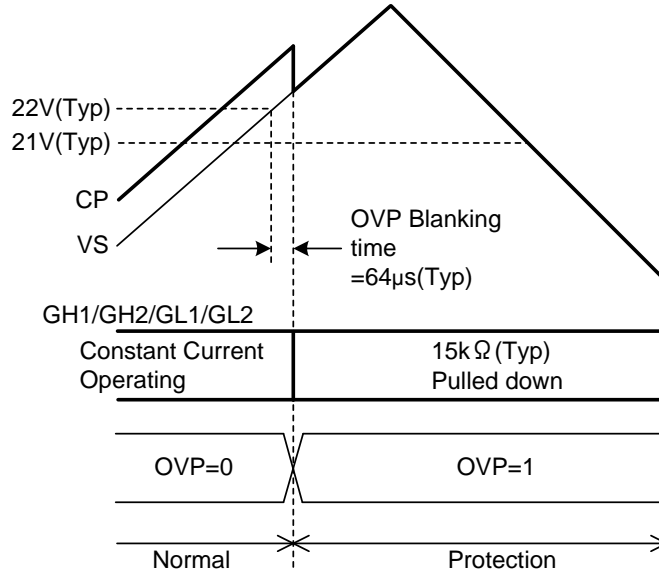 22V(Typ)
21V(Typ)
CP
VS
OVP Blanking
time
=64µs(Typ)
GH1/GH2/GL1/GL2
Constant Current
Operating
15kΩ(Typ)
Pulled down
OVP=0
OVP=1
Normal
Protection